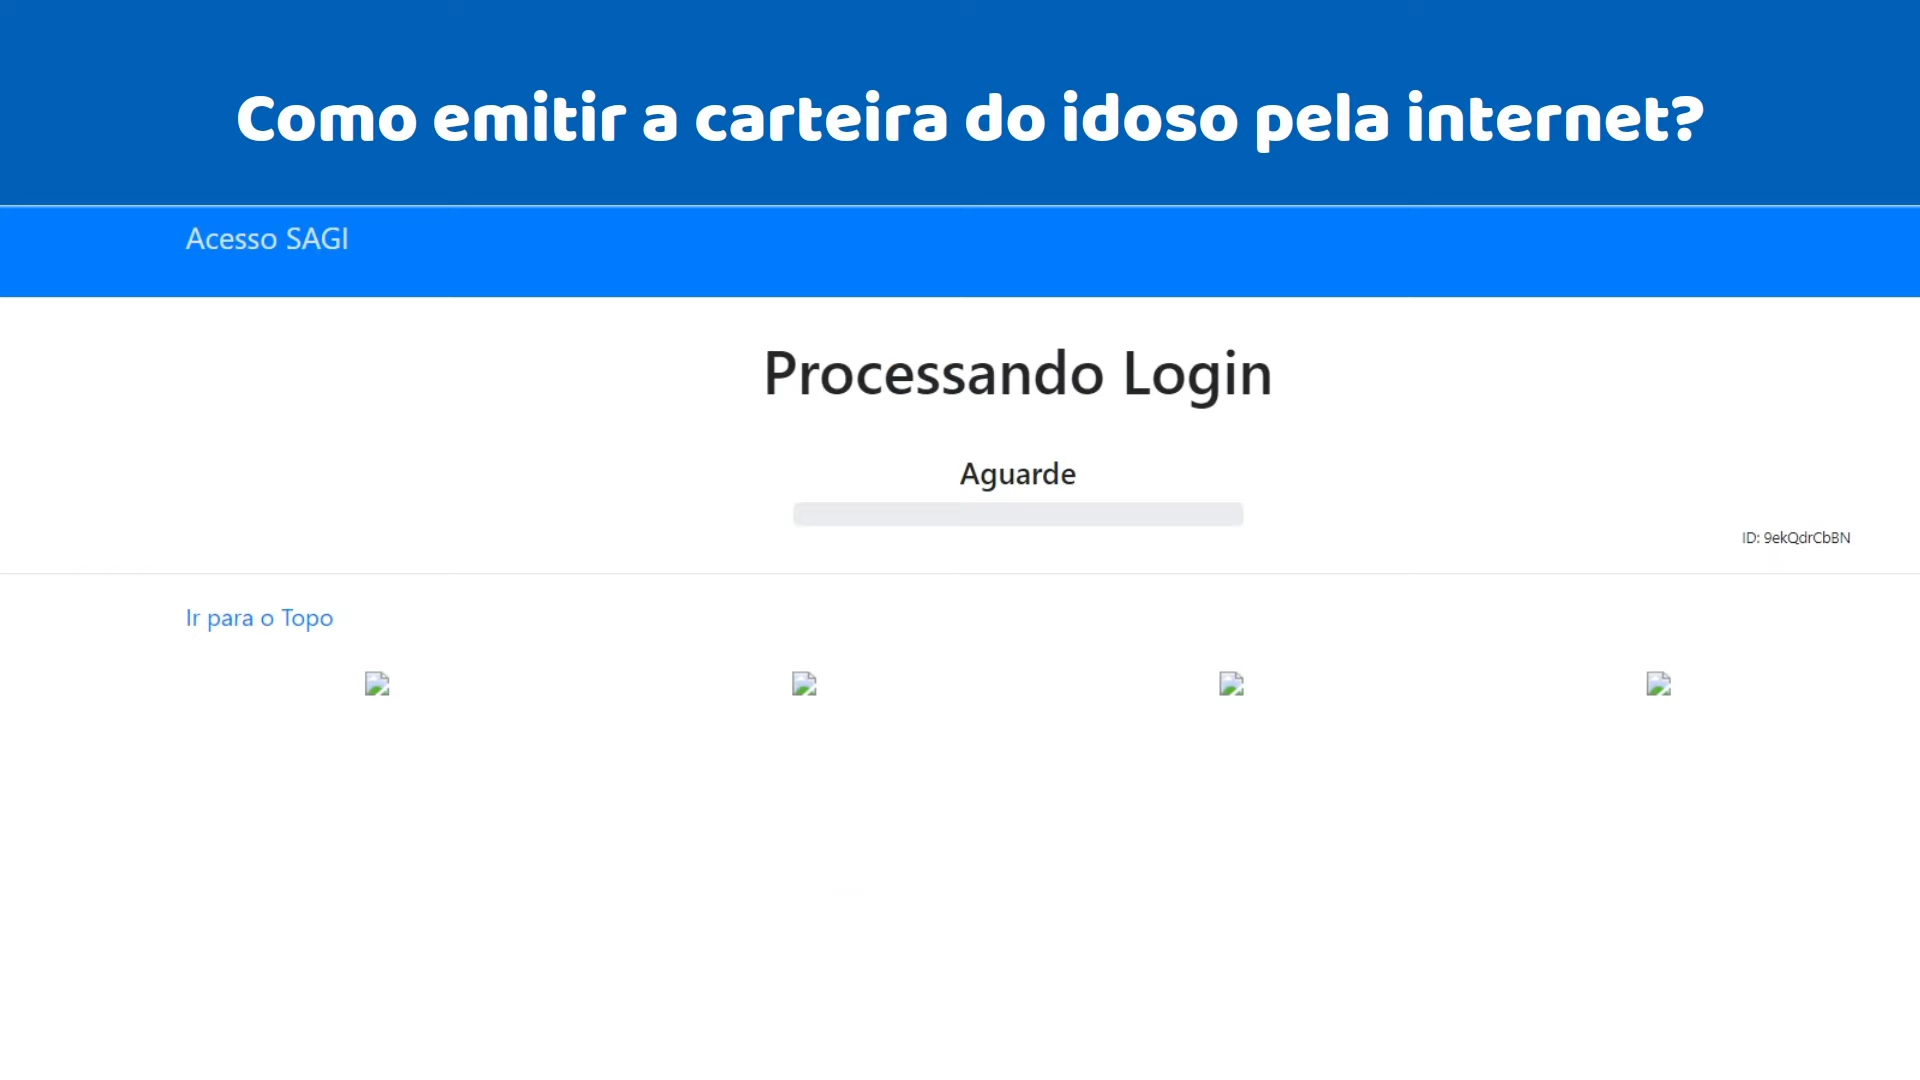 Como emitir a carteira do idoso pela internet?
Acesso SAGI
Processando Login
Aguarde
ID: 9ekQdrCbBN
Ir para o Topo